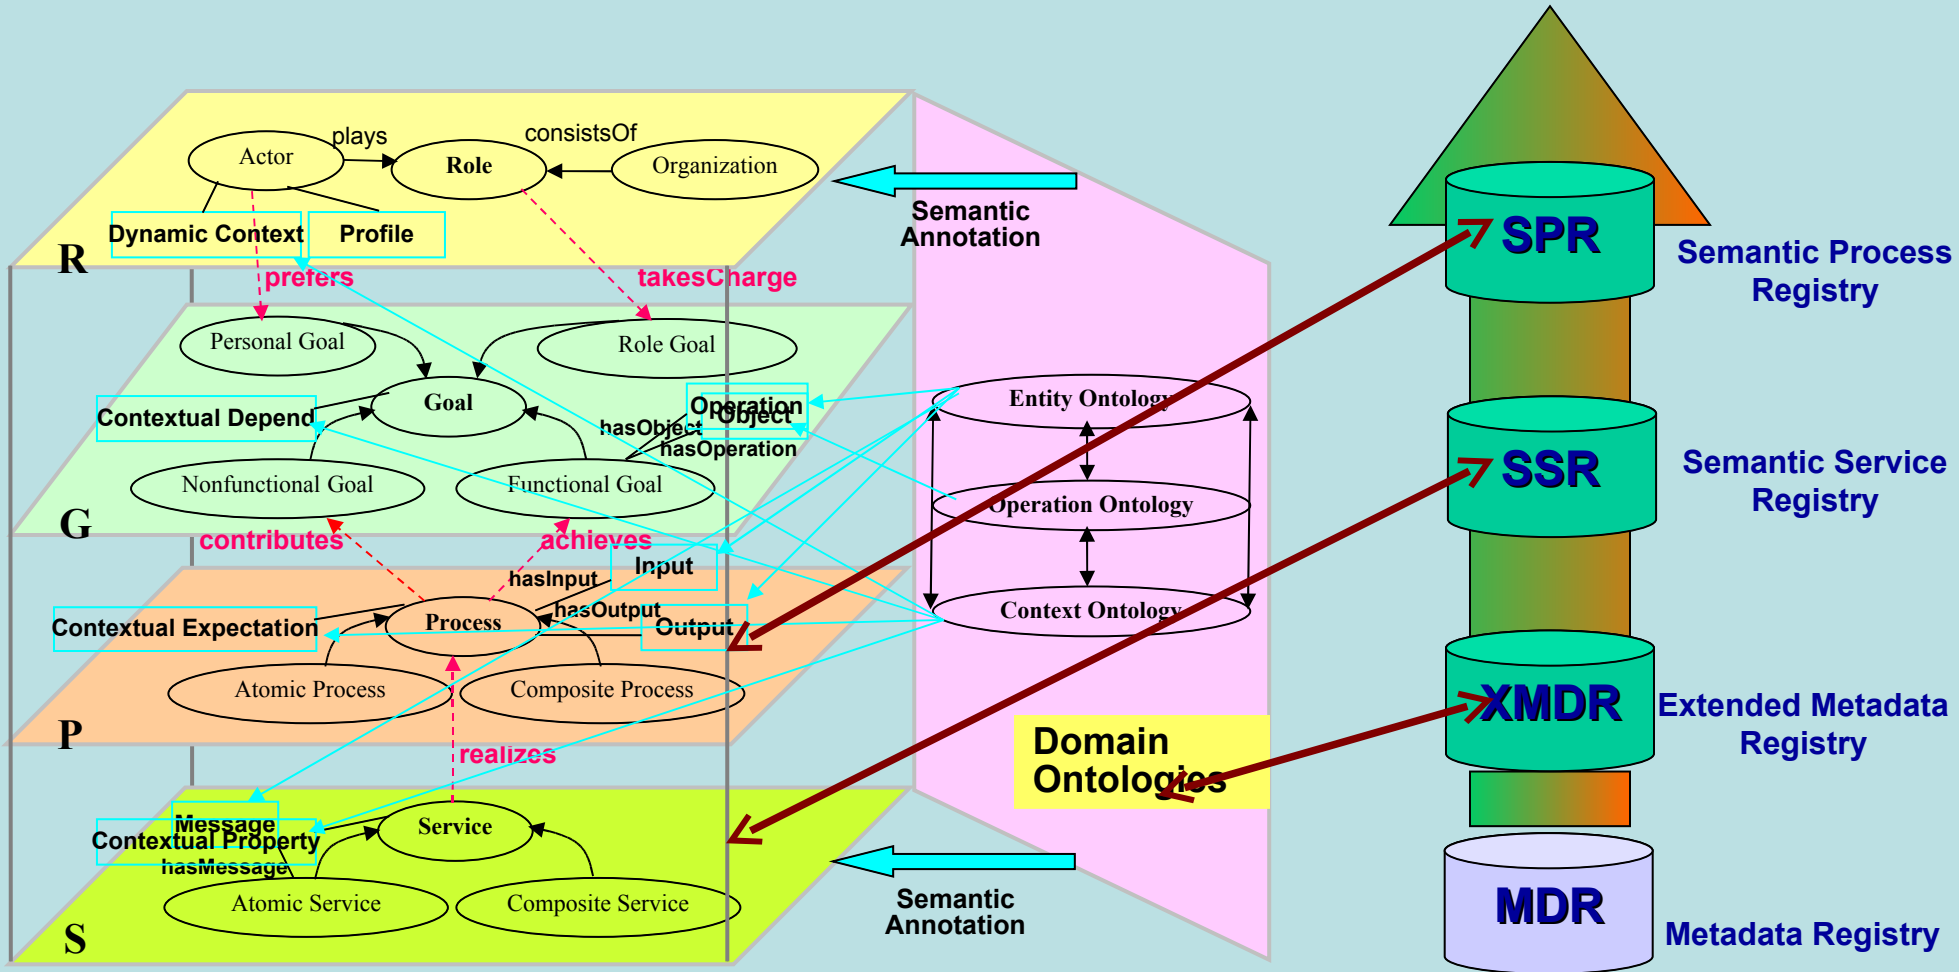 plays
consistsOf
Actor
Role
Organization
Dynamic Context
Profile
R
Semantic
Annotation
prefers
takesCharge
Personal Goal
Role Goal
Goal
Contextual Depend
Operation
Object
hasObject
hasOperation
Nonfunctional Goal
Functional Goal
G
contributes
achieves
Input
hasInput
hasOutput
Process
Contextual Expectation
Output
Atomic Process
Composite Process
P
realizes
Message
Contextual Property
hasMessage
Service
Atomic Service
Composite Service
S
Semantic
Annotation
Entity Ontology
Operation Ontology
Context Ontology
Domain
Ontologies
SPR
Semantic Process
Registry
SSR
Semantic Service
Registry
XMDR
Extended Metadata
Registry
MDR
Metadata Registry